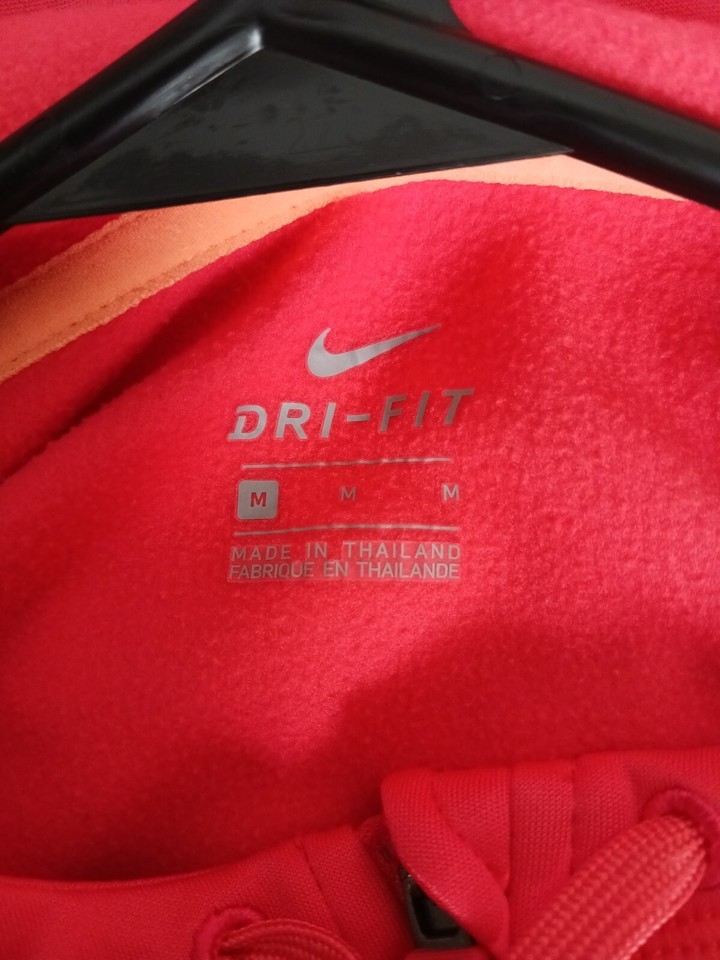 DRI-FIT
M M M
MADE IN THAILAND
FABRIQUE EN THAILANDE